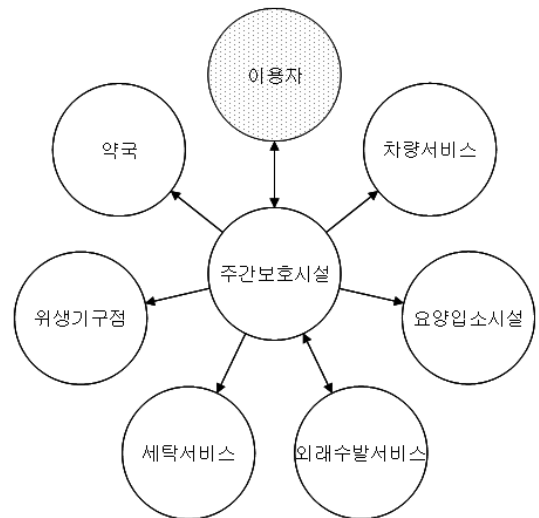 이용자
약국
차량서비스
주간보호시설
위생기구점
요양입소시설
세탁서비스
외래수발서비스